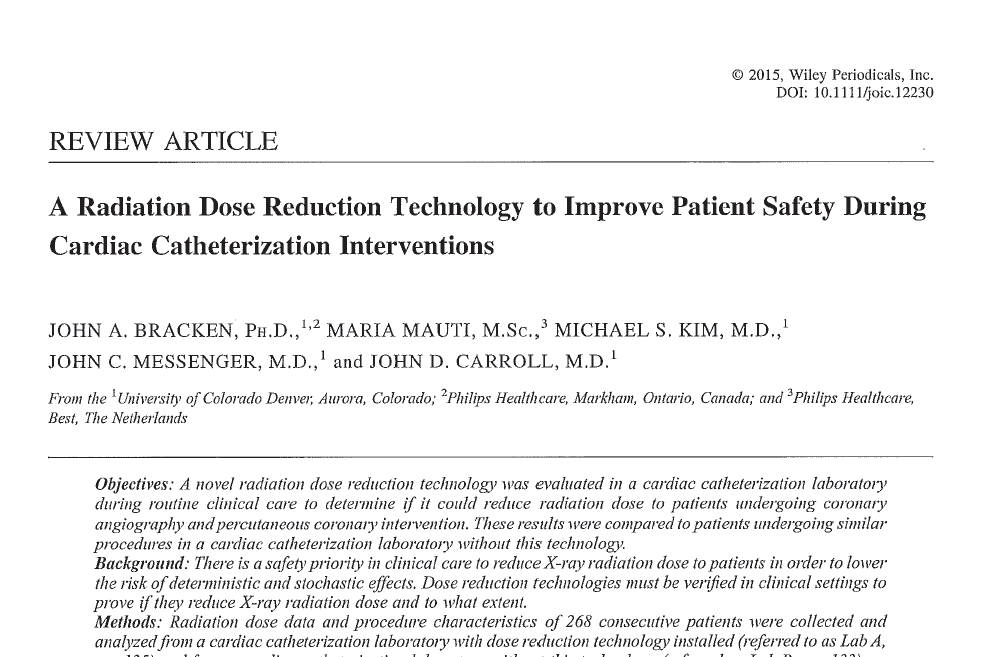 © 2015, Wiley Periodicals, Inc.
DOI: 10.1111/joic.12230
REVIEW ARTICLE
A Radiation Dose Reduction Technology to Improve Patient Safety During
Cardiac Catheterization Interventions
JOHN A. BRACKEN, PH.D.,1,2 MARIA MAUTI, M.SC.,3 MICHAEL S. KIM, M.D.,1
JOHN C. MESSENGER, M.D.,1 and JOHN D. CARROLL, M.D.1
From the 1University of Colorado Denver, Aurora, Colorado; 2Philips Healthcare, Markham, Ontario, Canada; and 3Philips Healthcare,
Best, The Netherlands
Objectives: A novel radiation dose reduction technology was evaluated in a cardiac catheterization laboratory
during routine clinical care to determine if it could reduce radiation dose to patients undergoing coronary
angiography and percutaneous coronary intervention. These results were compared to patients undergoing similar
procedures in a cardiac catheterization laboratory without this technology.
Background: There is a safety priority in clinical care to reduce X-ray radiation dose to patients in order to lower
the risk of deterministic and stochastic effects. Dose reduction technologies must be verified in clinical settings to
prove if they reduce X-ray radiation dose and to what extent.
Methods: Radiation dose data and procedure characteristics of 268 consecutive patients were collected and
analyzed from a cardiac catheterization laboratory with dose reduction technology installed (referred to as Lab A,